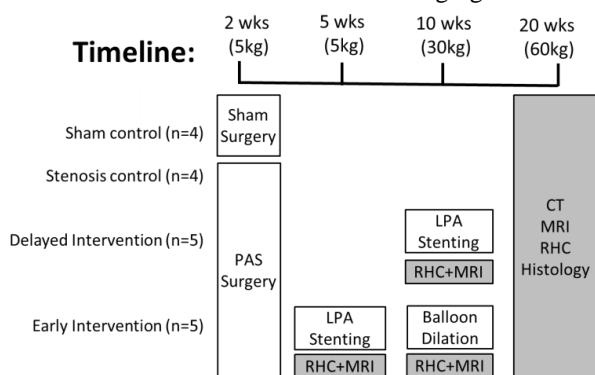 2 wks 5 wks 10 wks 20 wks
(5kg) (5kg) (30kg) (60kg)
Timeline:
Sham control (n=4)
Sham
Surgery
Stenosis control (n=4)
Delayed Intervention (n=5)
PAS
Surgery
LPA
Stenting
RHC+MRI
Early Intervention (n=5)
LPA
Stenting
RHC+MRI
Balloon
Dilation
RHC+MRI
CT
MRI
RHC
Histology